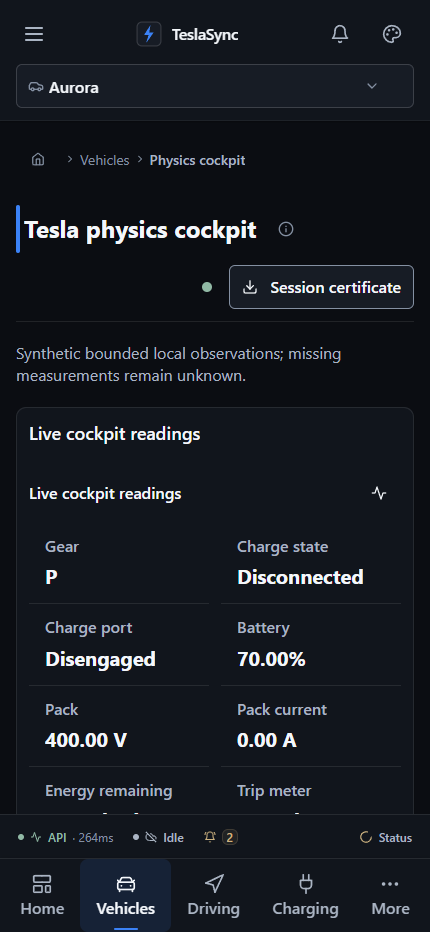 TeslaSync
Aurora
Vehicles
Physics cockpit
Tesla physics cockpit
Session certificate
Synthetic bounded local observations; missing
measurements remain unknown.
Live cockpit readings
Live cockpit readings
Gear
Charge state
P
Disconnected
Charge port
Battery
Disengaged
70.00%
Pack
Pack current
400.00 V
0.00 A
Energy remaining
Trip meter
API · 264ms
Idle
2
Status
Home
Vehicles
Driving
Charging
More